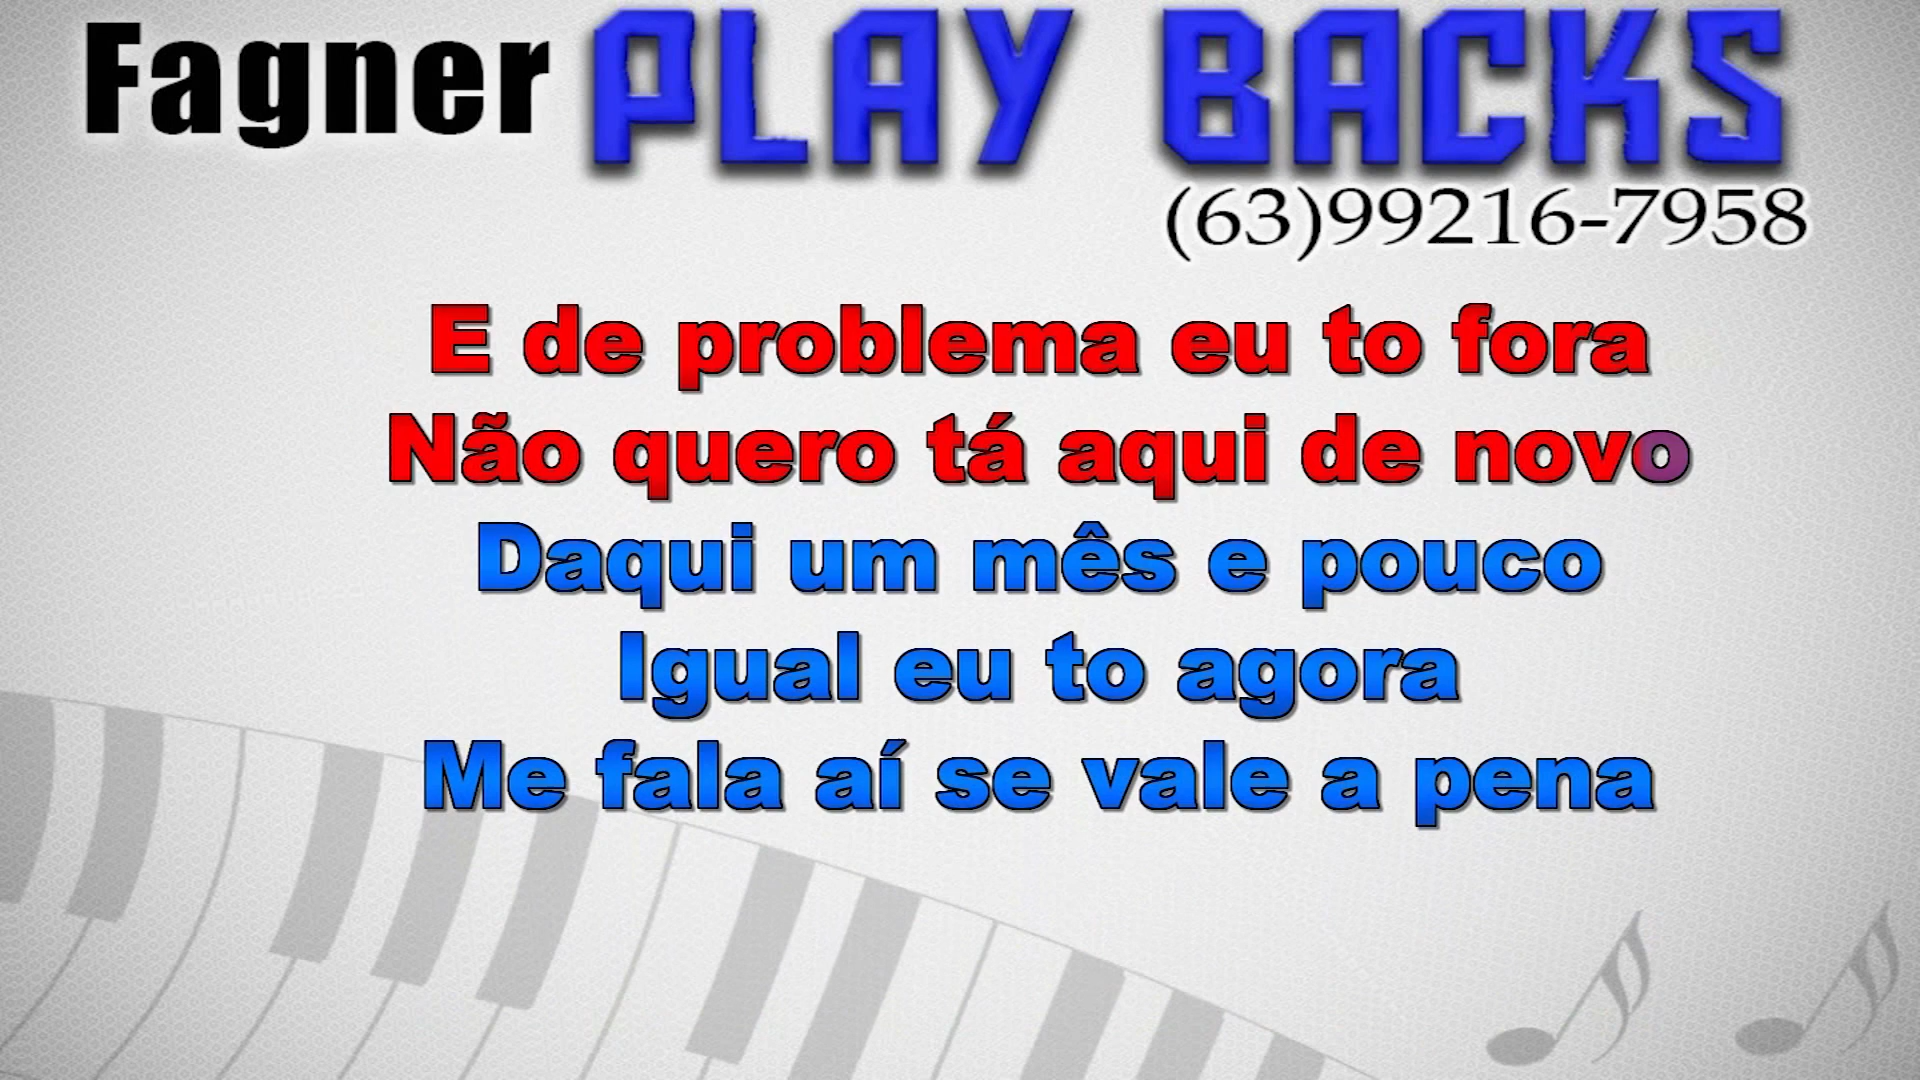 Fagner PLAY BACKS
(63)99216-7958
E de problema eu to fora
Não quero tá aqui de novo
Daqui um mês e pouco
Igual eu to agora
Me fala aí se vale a pena